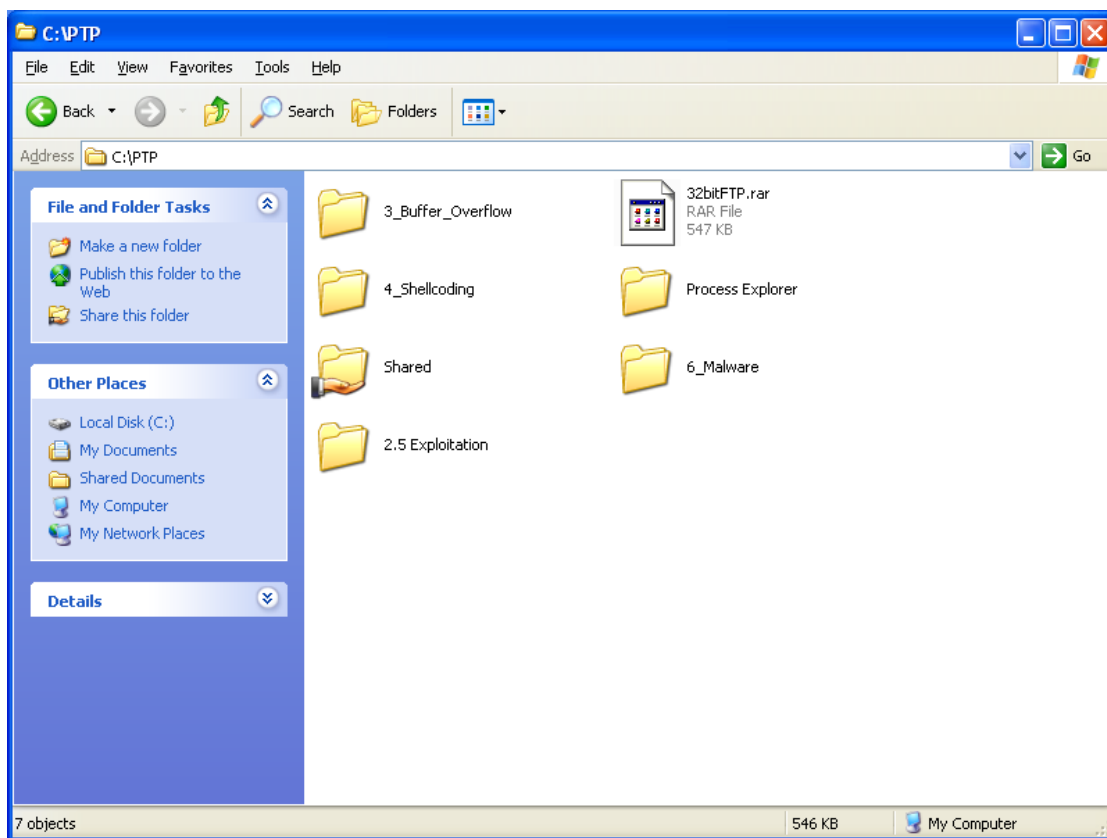 C:\PTP
File Edit View Favorites Tools Help
Back Search Folders
Address C:\PTP Go
File and Folder Tasks
Make a new folder
Publish this folder to the
Web
Share this folder
Other Places
Local Disk (C:)
My Documents
Shared Documents
My Computer
My Network Places
Details
3_Buffer_Overflow
32bitFTP.rar
RAR File
547 KB
4_Shellcoding
Process Explorer
Shared
6_Malware
2.5 Exploitation
7 objects
546 KB
My Computer